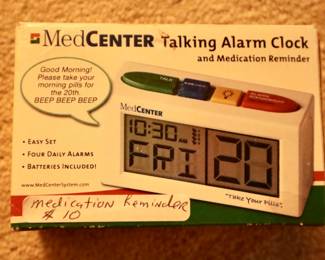 MedCENTER Talking Alarm Clock
and Medication Reminder
Good Morning!
Please take your
morning pills for
the 20th.
BEEP BEEP BEEP
TALK
MedCENTER
10:30 AM
FRI 20
"Take Your Pills"
• EASY SET
• FOUR DAILY ALARMS
• BATTERIES INCLUDED!
www.MedCenterSystem.com
medication Reminder
$10